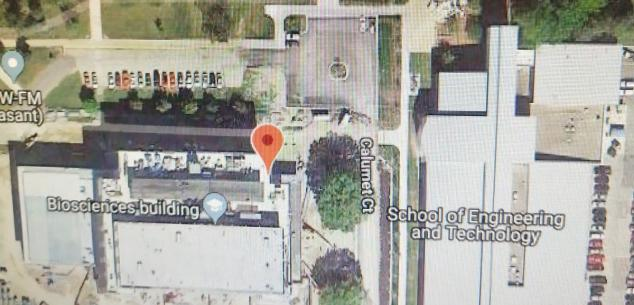 W-FM
asant)
Biosciences building
Calumet Ct
School of Engineering
and Technology